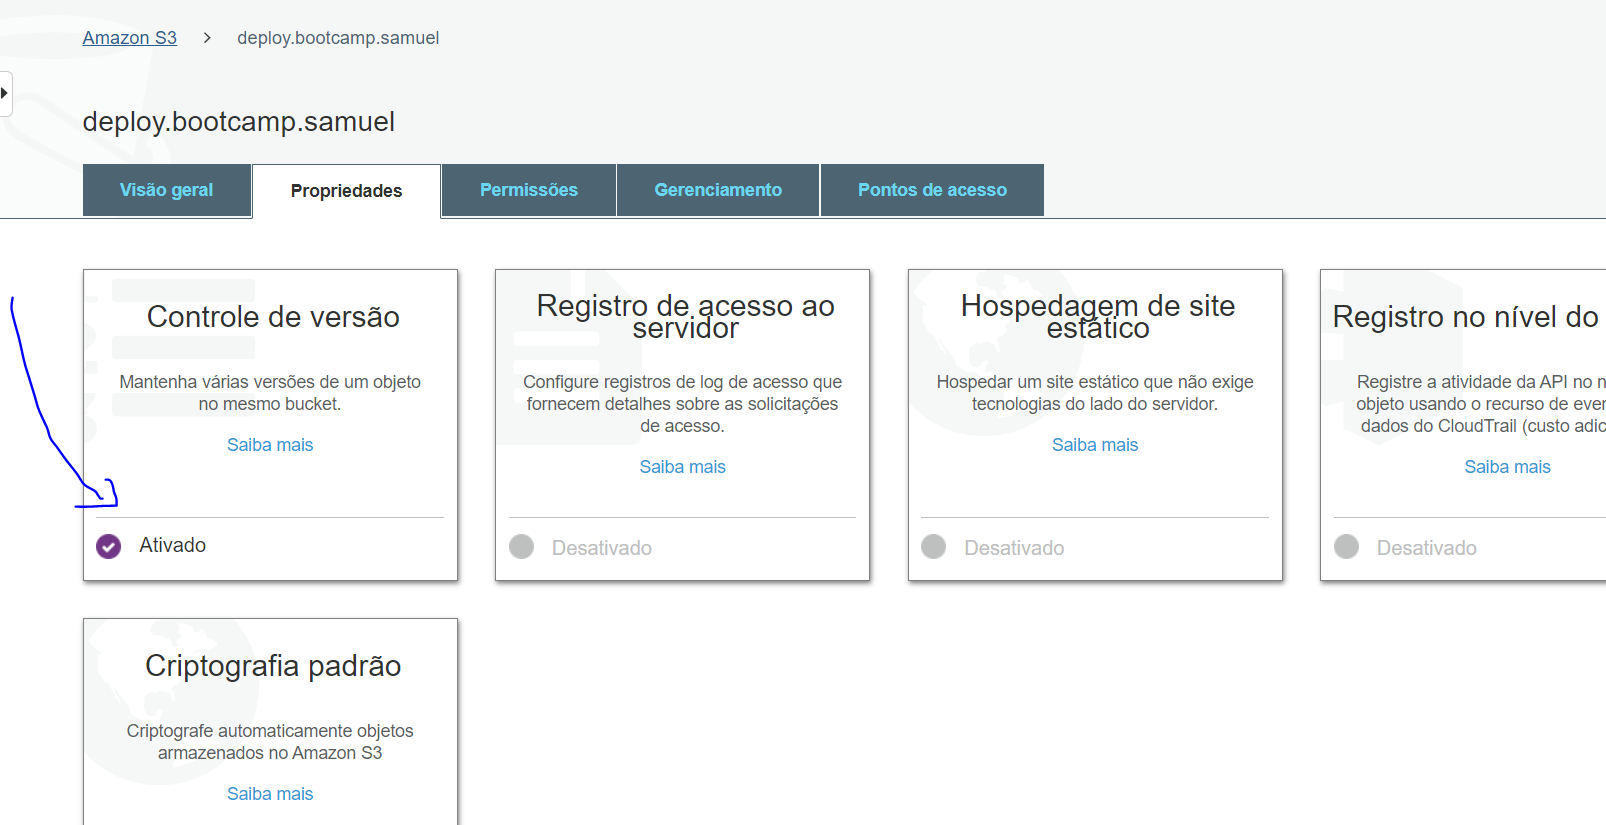 Amazon S3 > deploy.bootcamp.samuel
deploy.bootcamp.samuel
Visão geral Propriedades Permissões Gerenciamento Pontos de acesso
Controle de versão
Mantenha várias versões de um objeto
no mesmo bucket.
Saiba mais
Ativado
Registro de acesso ao
servidor
Configure registros de log de acesso que
fornecem detalhes sobre as solicitações
de acesso.
Saiba mais
Desativado
Hospedagem de site
estático
Hospedar um site estático que não exige
tecnologias do lado do servidor.
Saiba mais
Desativado
Registro no nível do
Registre a atividade da API no n
objeto usando o recurso de ever
dados do CloudTrail (custo adic
Saiba mais
Desativado
Criptografia padrão
Criptografe automaticamente objetos
armazenados no Amazon S3
Saiba mais